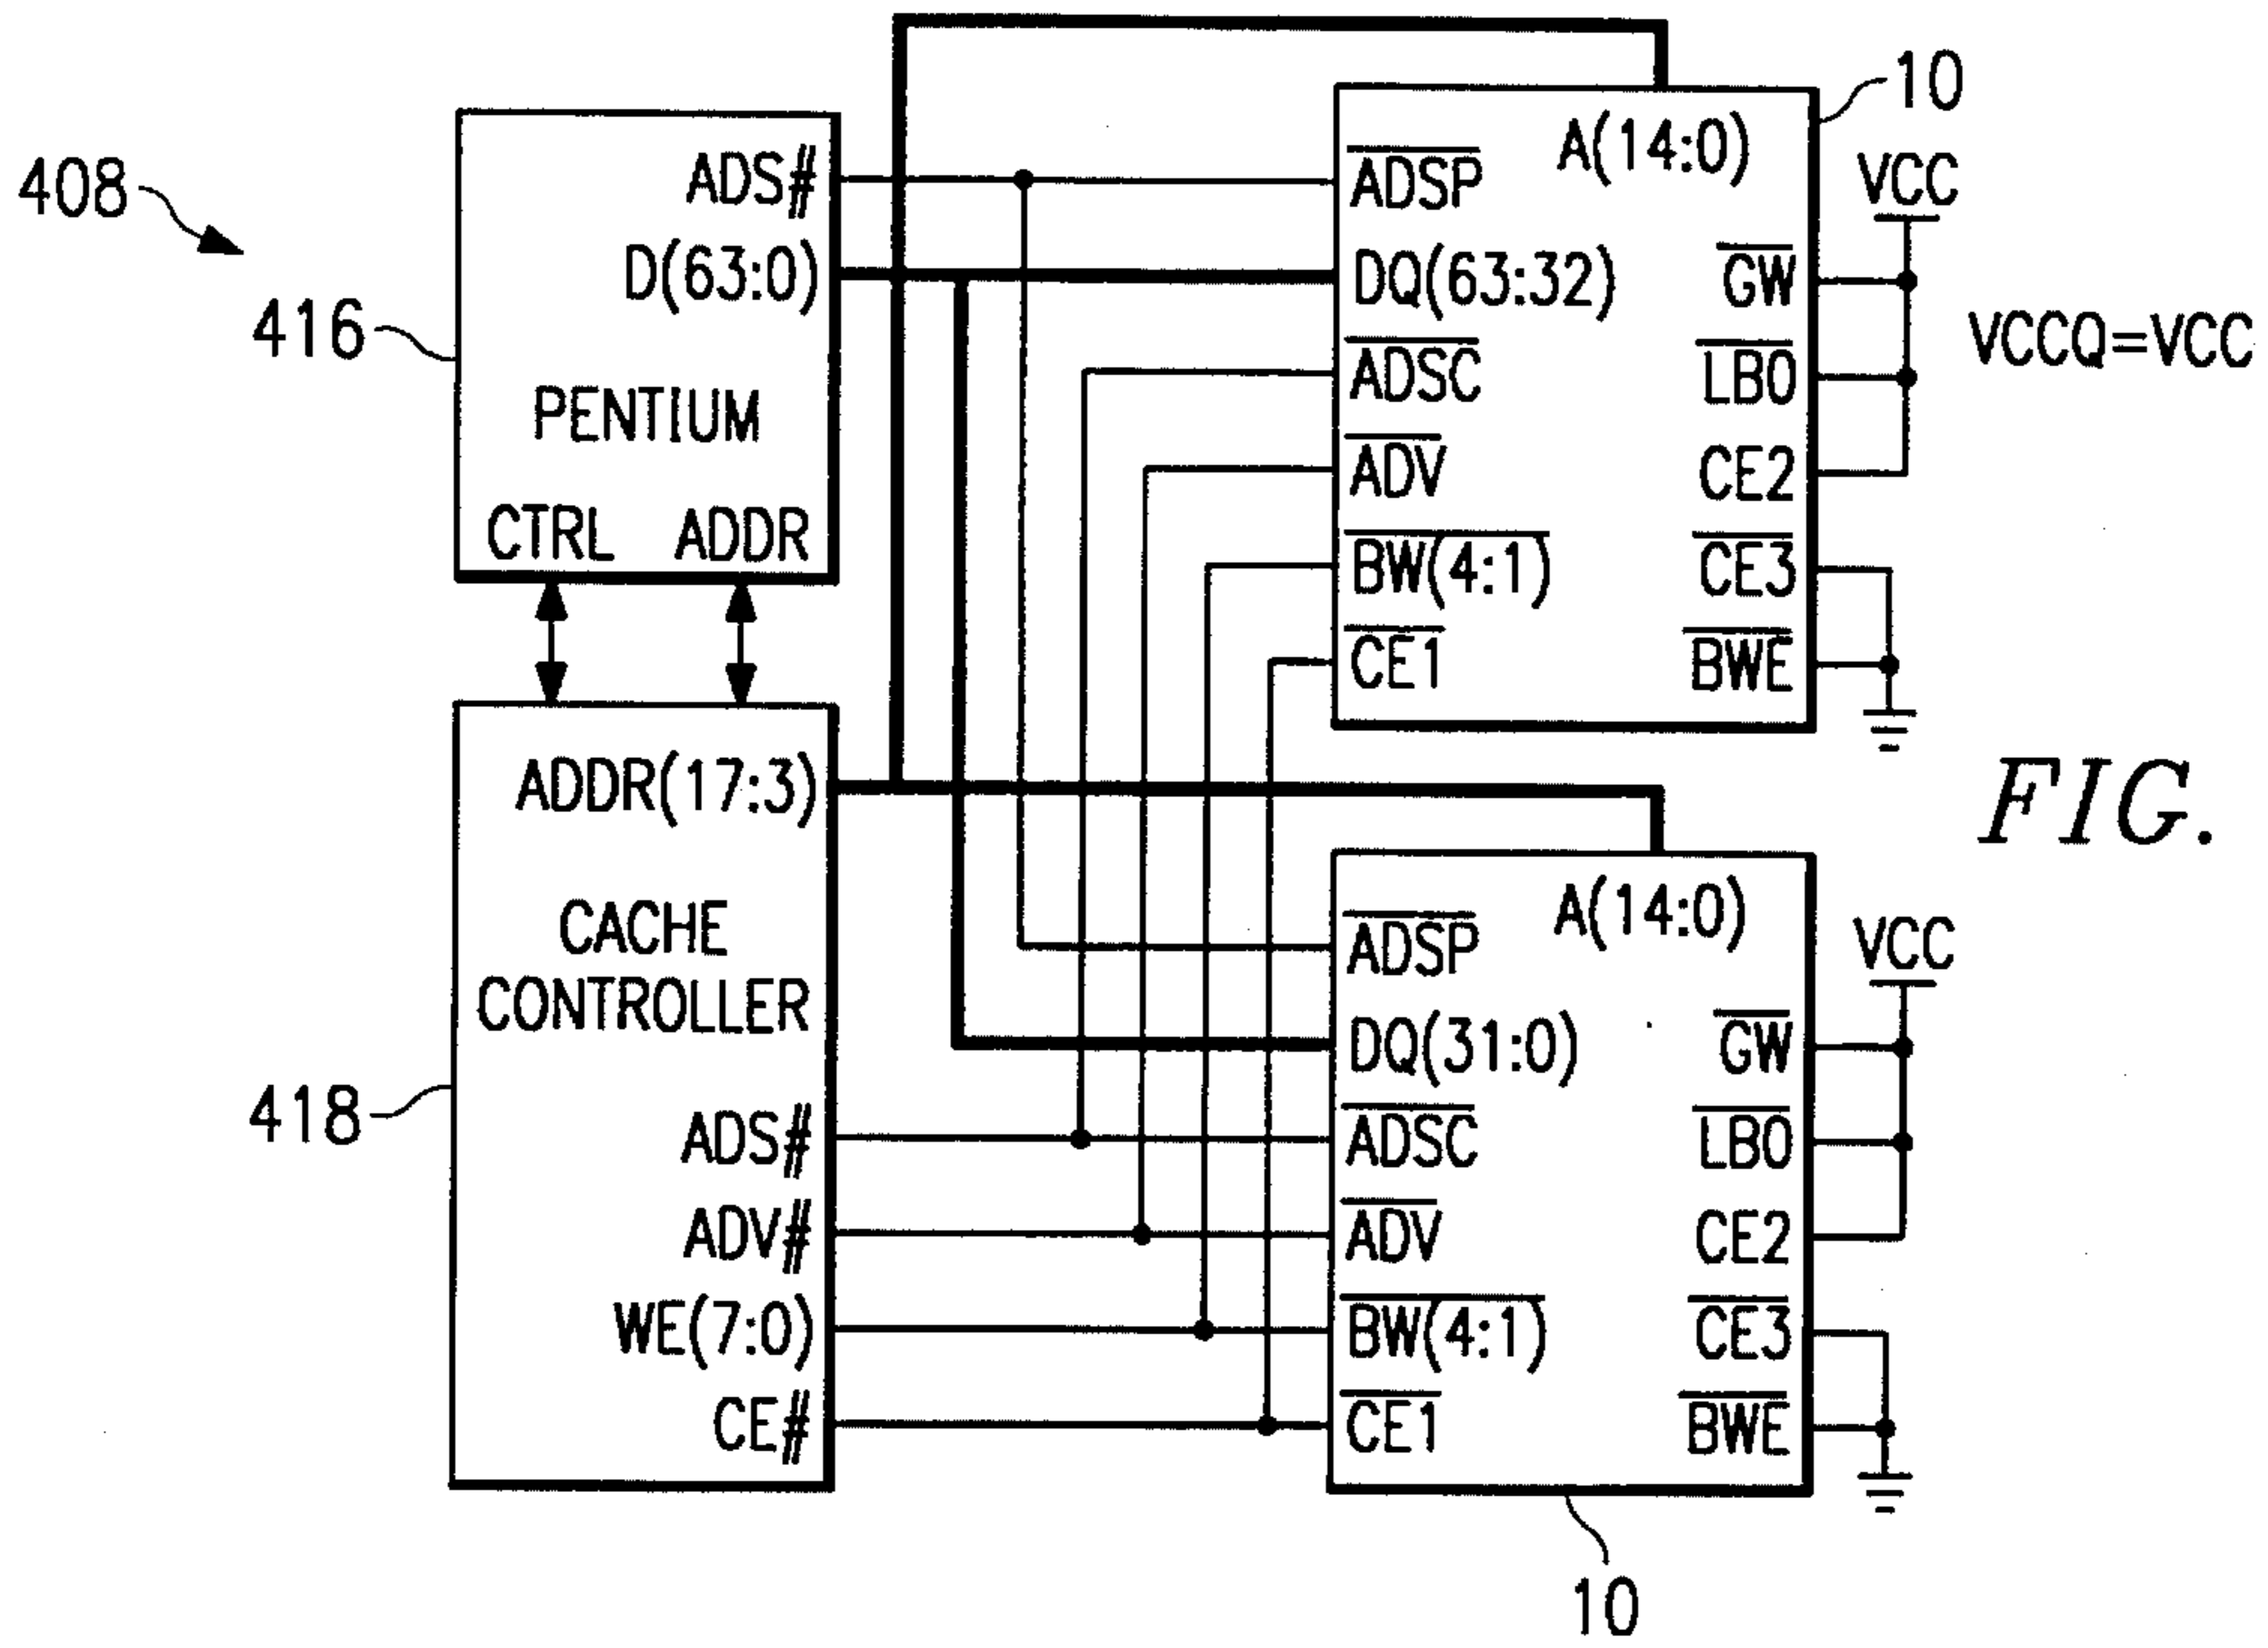 408
416
ADS#
D(63:0)
PENTIUM
CTRL ADDR
418
ADDR(17:3)
CACHE
CONTROLLER
ADS#
ADV#
WE(7:0)
CE#
10
A(14:0)
ADSP
DQ(63:32)
ADSC
ADV
BW(4:1)
CE1
VCC
GW
LBO
CE2
CE3
BWE
VCCQ=VCC
FIG.
A(14:0)
ADSP
DQ(31:0)
ADSC
ADV
BW(4:1)
CE1
VCC
GW
LBO
CE2
CE3
BWE
10